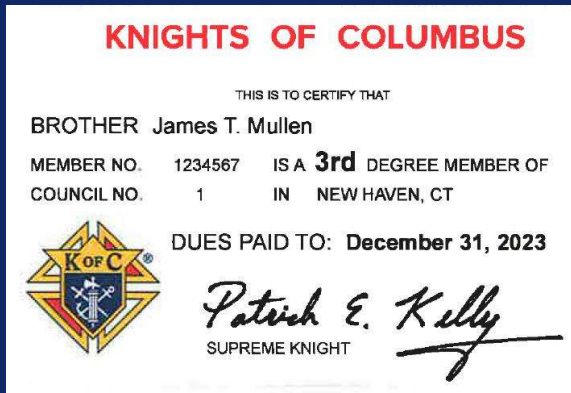 KNIGHTS OF COLUMBUS
THIS IS TO CERTIFY THAT
BROTHER James T. Mullen
MEMBER NO. 1234567 IS A 3rd DEGREE MEMBER OF
COUNCIL NO. 1 IN NEW HAVEN, CT
DUES PAID TO: December 31, 2023
K OF C ®
Patrick E. Kelly
SUPREME KNIGHT